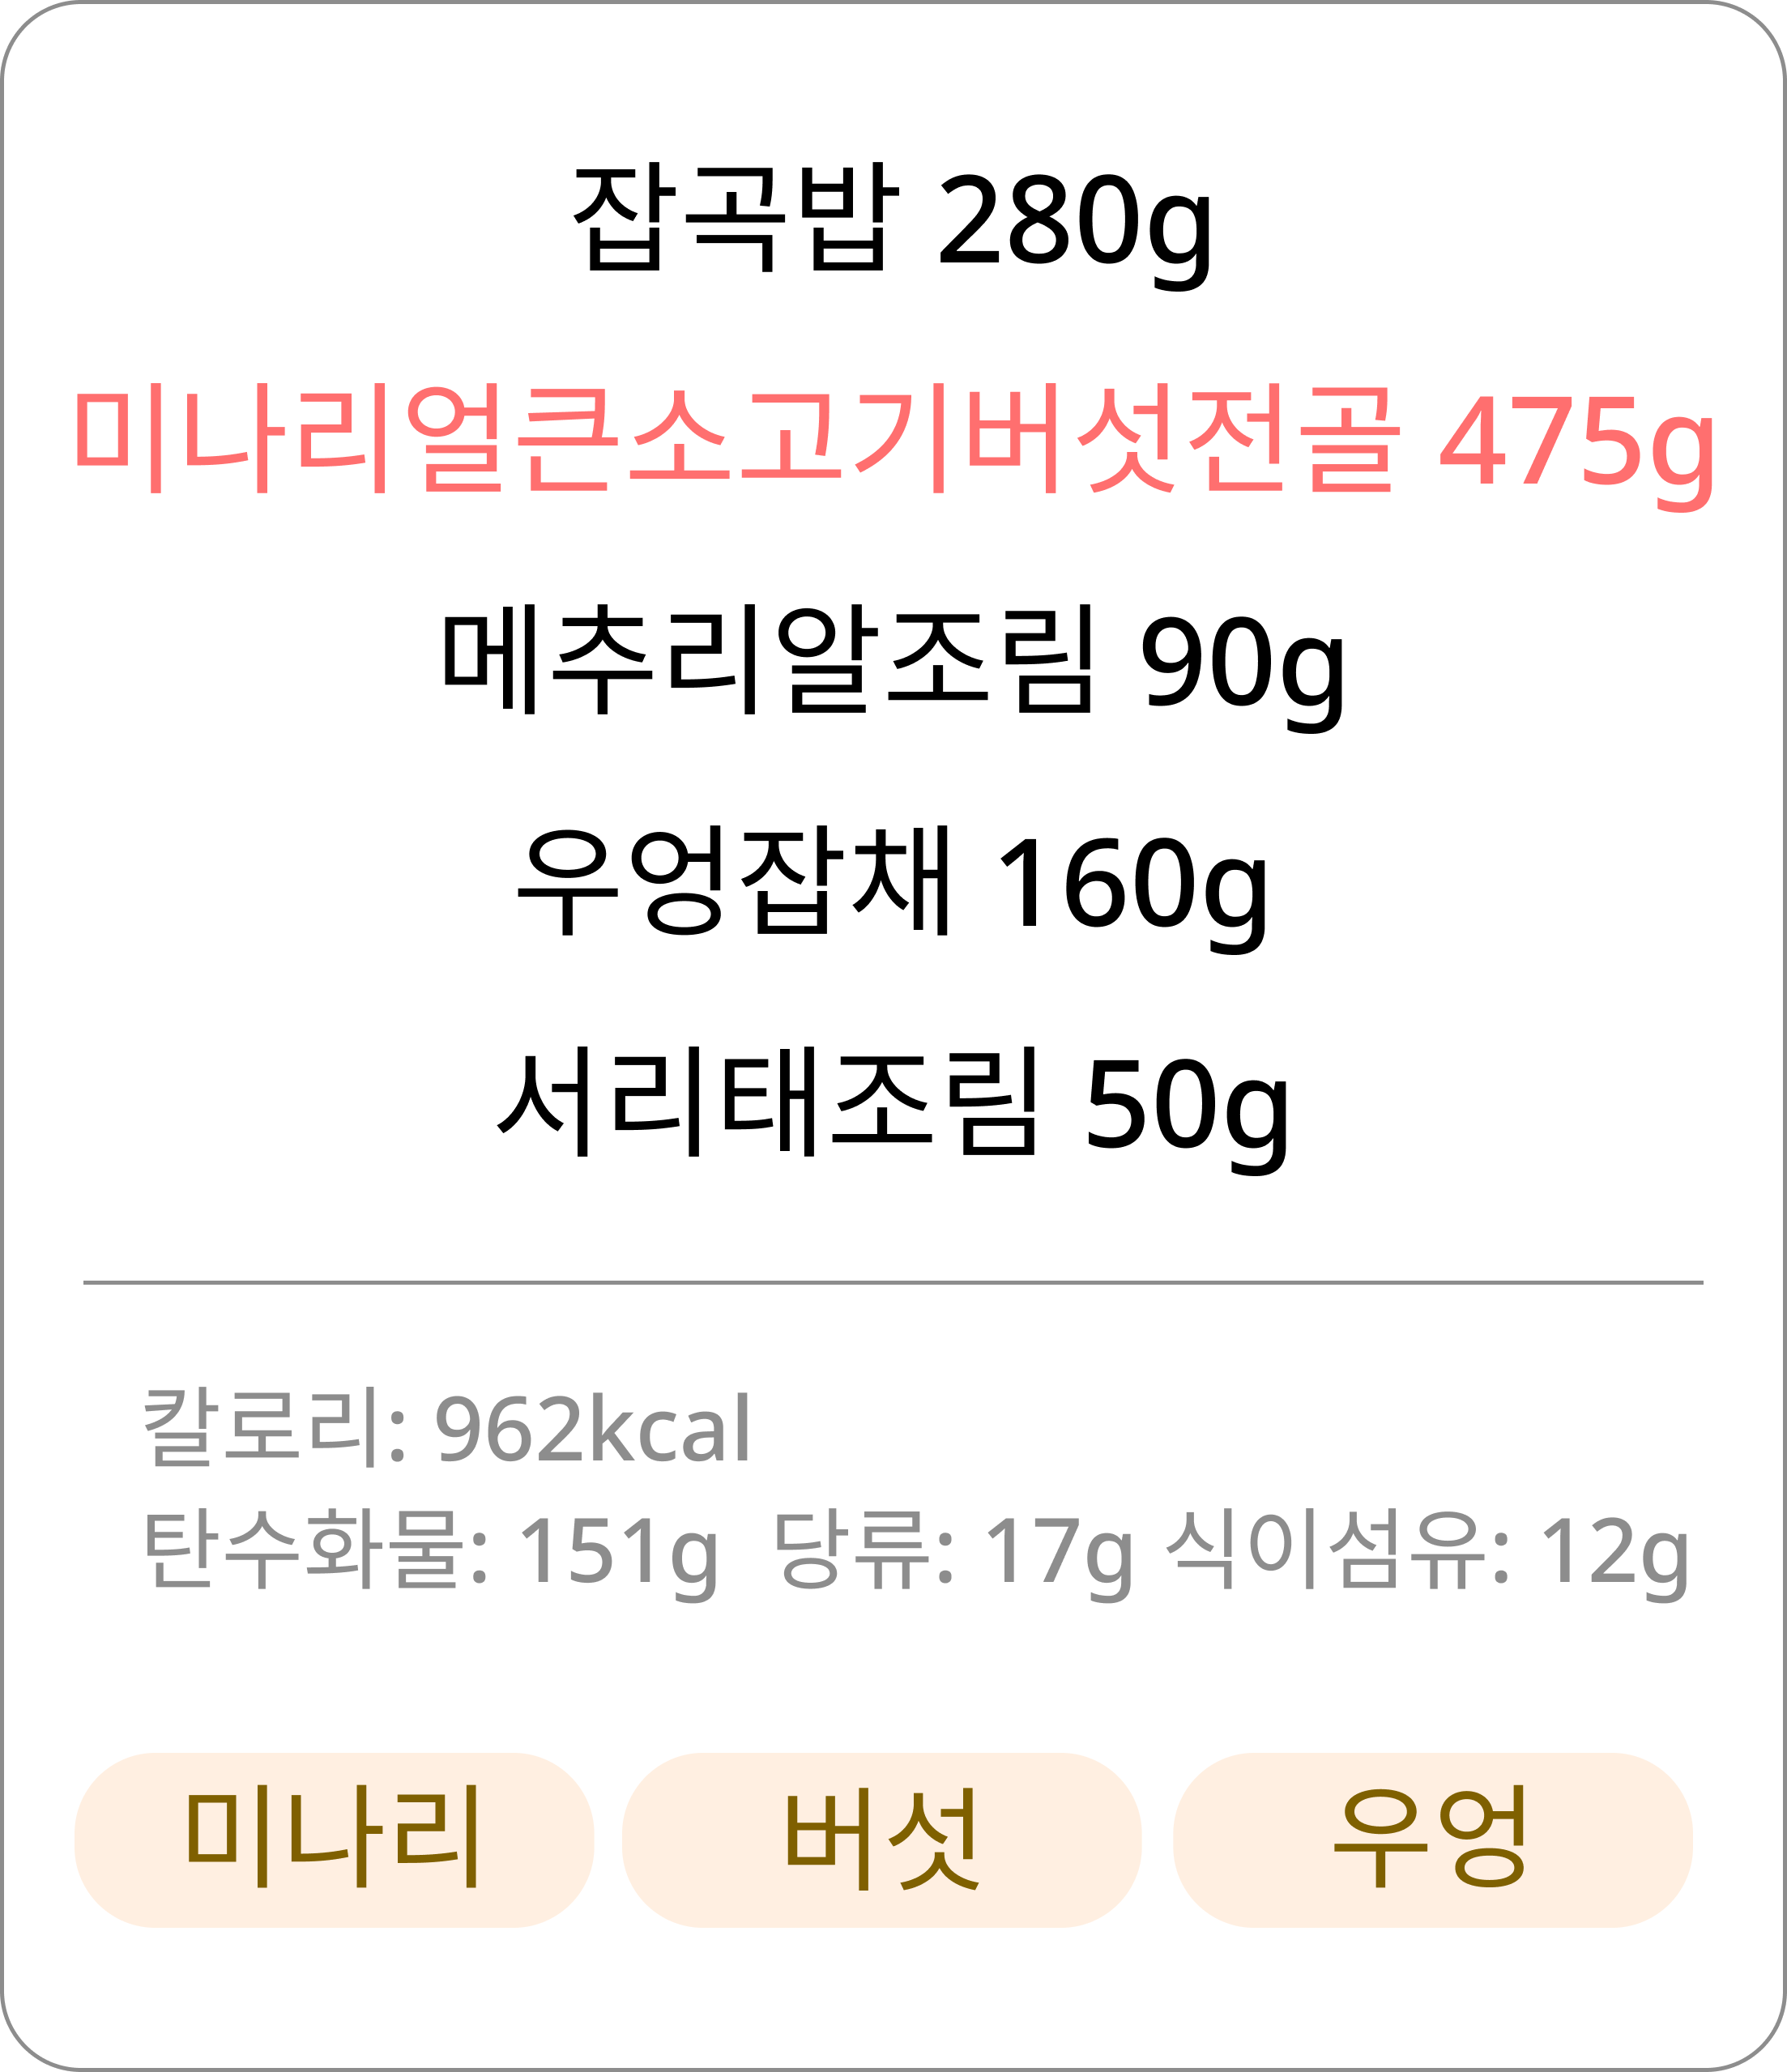 잡곡밥 280g
미나리얼큰소고기버섯전골 475g
메추리알조림 90g
우엉잡채 160g
서리태조림 50g
칼로리: 962kcal
탄수화물: 151g 당류: 17g 식이섬유: 12g
미나리 버섯 우엉